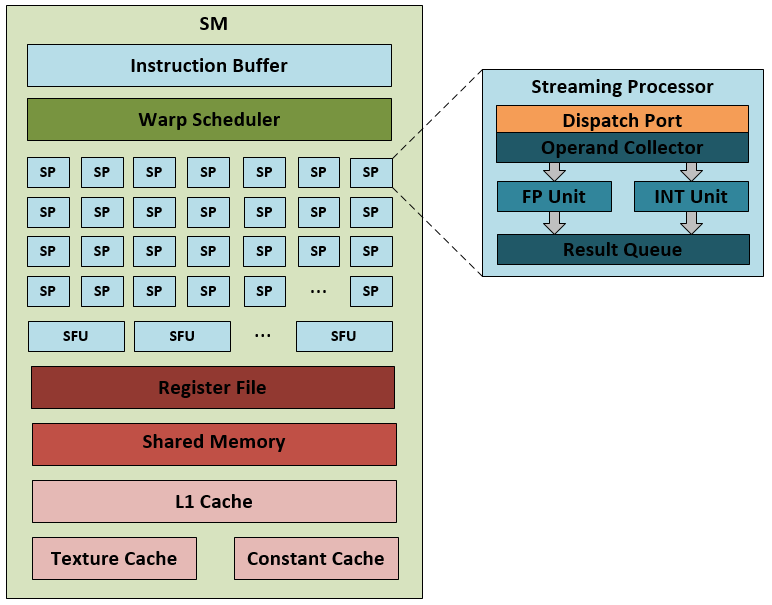 SM
Instruction Buffer
Warp Scheduler
SP SP SP SP SP SP SP
SP SP SP SP SP SP SP
SP SP SP SP SP SP SP
SP SP SP SP SP ... SP
SFU SFU ... SFU
Register File
Shared Memory
L1 Cache
Texture Cache Constant Cache
Streaming Processor
Dispatch Port
Operand Collector
FP Unit INT Unit
Result Queue